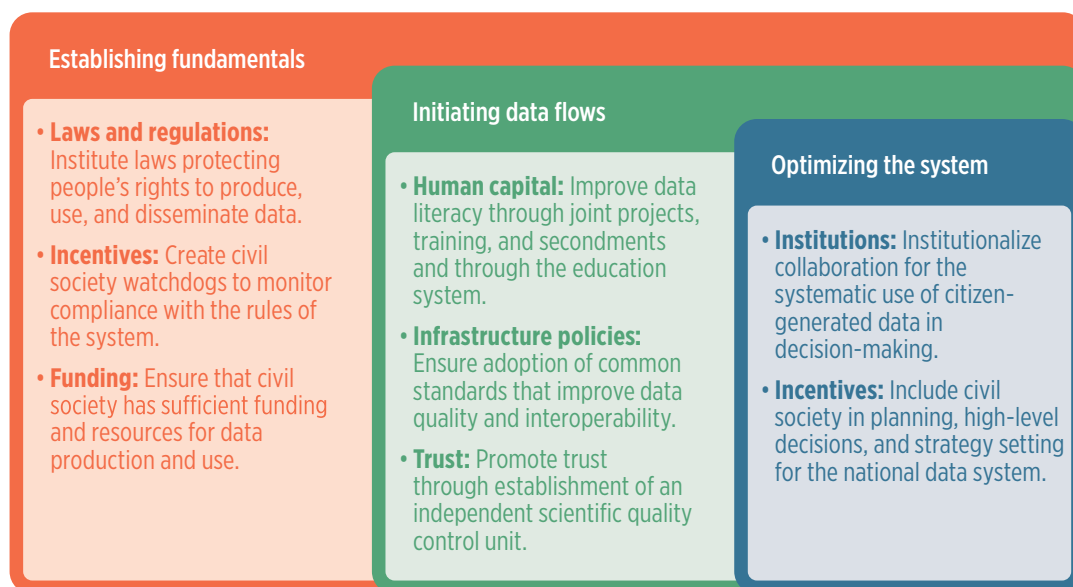 Establishing fundamentals
• Laws and regulations:
Institute laws protecting
people's rights to produce,
use, and disseminate data.
• Incentives: Create civil
society watchdogs to monitor
compliance with the rules of
the system.
• Funding: Ensure that civil
society has sufficient funding
and resources for data
production and use.
Initiating data flows
• Human capital: Improve data
literacy through joint projects,
training, and secondments
and through the education
system.
• Infrastructure policies:
Ensure adoption of common
standards that improve data
quality and interoperability.
• Trust: Promote trust
through establishment of an
independent scientific quality
control unit.
Optimizing the system
• Institutions: Institutionalize
collaboration for the
systematic use of citizen-
generated data in
decision-making.
• Incentives: Include civil
society in planning, high-level
decisions, and strategy setting
for the national data system.